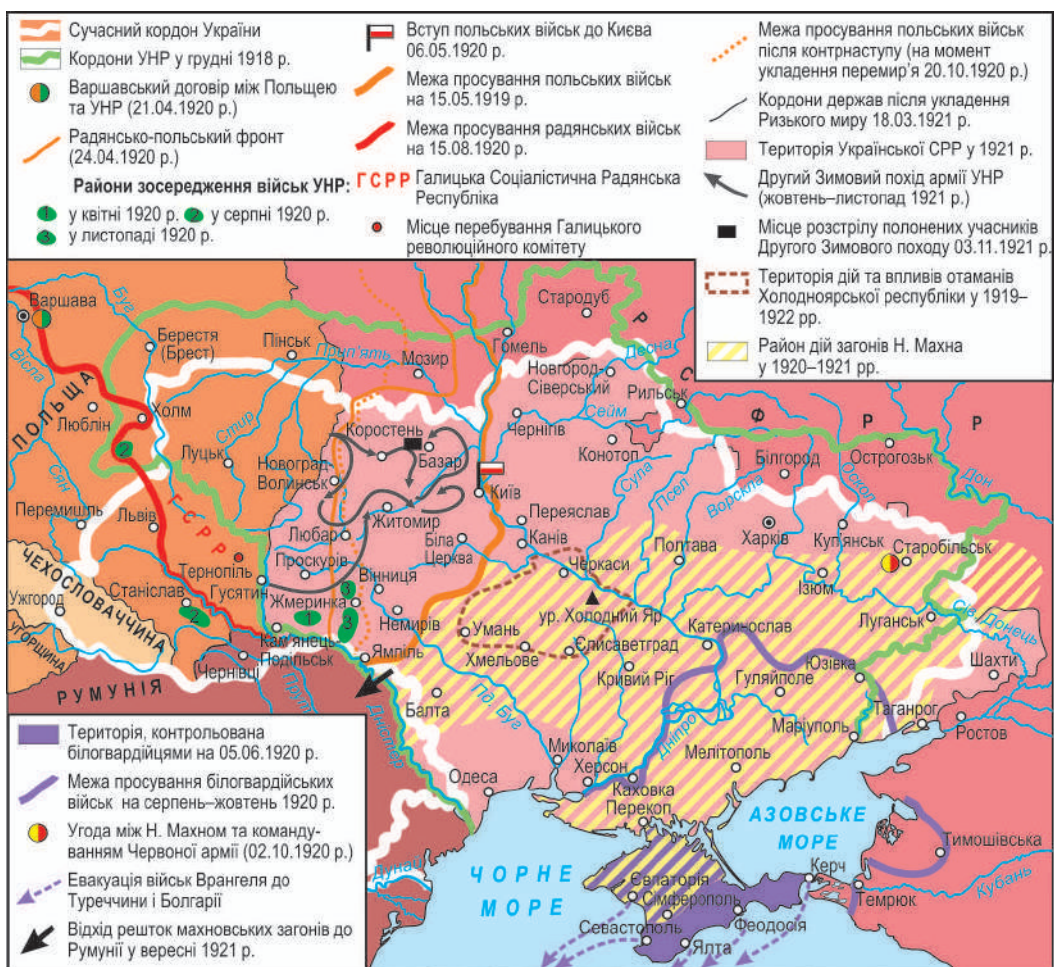 Сучасний кордон України
Кордони УНР у грудні 1918 р.
Варшавський договір між Польщею
та УНР (21.04.1920 р.)
Радянсько-польський фронт
(24.04.1920 р.)
Райони зосередження військ УНР:
1 у квітні 1920 р. 2 у серпні 1920 р.
3 у листопаді 1920 р.
Вступ польських військ до Києва
06.05.1920 р.
Межа просування польських військ
на 15.05.1919 р.
Межа просування радянських військ
на 15.08.1920 р.
ГСРР Галицька Соціалістична Радянська
Республіка
Місце перебування Галицького
революційного комітету
Межа просування польських військ
після контрнаступу (на момент
укладення перемир’я 20.10.1920 р.)
Кордони держав після укладення
Ризького миру 18.03.1921 р.
Територія Української СРР у 1921 р.
Другий Зимовий похід армії УНР
(жовтень–листопад 1921 р.)
Місце розстрілу полонених учасників
Другого Зимового походу 03.11.1921 р.
Територія дій та впливів отаманів
Холодноярської республіки у 1919–
1922 рр.
Район дій загонів Н. Махна
у 1920–1921 рр.
Варшава
Буг
Вісла
Берестя
(Брест)
Пінськ
Прип’ять
Мозир
Гомель
Стародуб
Десна
Новгород-
Сіверський
Рильськ
Р
С
Ф
Р
Р
ПОЛЬЩА
Люблін
Холм
2
Стир
Луцьк
Коростень
Базар
Новоград-
Волинськ
Чернігів
Сейм
Конотоп
Білгород
Острогозьк
Дон
Сян
Перемишль
Львів
ГСРР
Любар
Житомир
Київ
Переяслав
Канів
Біла
Церква
Сула
Псел
Ворскла
Оскол
Харків
Куп’янськ
Старобільськ
Полтава
Ізюм
ЧЕХОСЛОВАЧЧИНА
Ужгород
УГОРЩИНА
Тернопіль
Проскурів
Гусятин
Станіслав
2
Вінниця
3
Жмеринка
1
3
Немирів
Кам’янець-
Подільськ
Ямпіль
Чернівці
Прут
РУМУНІЯ
Дністер
Балта
Черкаси
ур. Холодний Яр
Умань
Хмельове
Єлисаветград
Пд. Буг
Катеринослав
Кривий Ріг
Гуляйполе
Юзівка
Луганськ
Сів. Донець
Шахти
Таганрог
Ростов
Маріуполь
Дніпро
Мелітополь
Миколаїв
Херсон
Каховка
Перекоп
Одеса
Дунай
ЧОРНЕ
МОРЕ
АЗОВСЬКЕ
МОРЕ
Євпаторія
Сімферополь
Севастополь
Ялта
Феодосія
Керч
Темрюк
Тимошівська
Кубань
Територія, контрольована
білогвардійцями на 05.06.1920 р.
Межа просування білогвардійських
військ на серпень–жовтень 1920 р.
Угода між Н. Махном та команду-
ванням Червоної армії (02.10.1920 р.)
Евакуація військ Врангеля до
Туреччини і Болгарії
Відхід решток махновських загонів до
Румунії у вересні 1921 р.